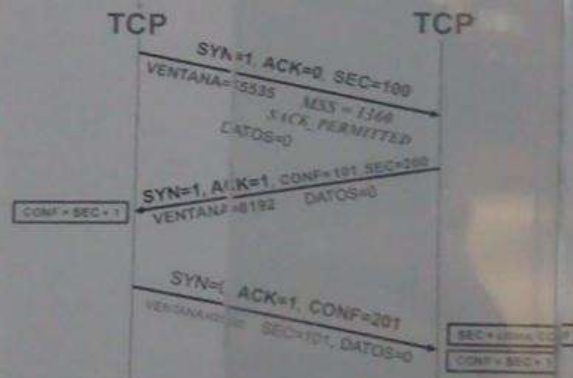 TCP
TCP
SYN=1, ACK=0, SEC=100
VENTANA=65535
MSS = 1360
SACK_PERMITTED
DATOS=0
SYN=1, ACK=1, CONF=101, SEC=200
VENTANA=8192
DATOS=0
CONF = SEC + 1
ACK=1, CONF=201
SEC=101, DATOS=0
CONF = SEC + 1